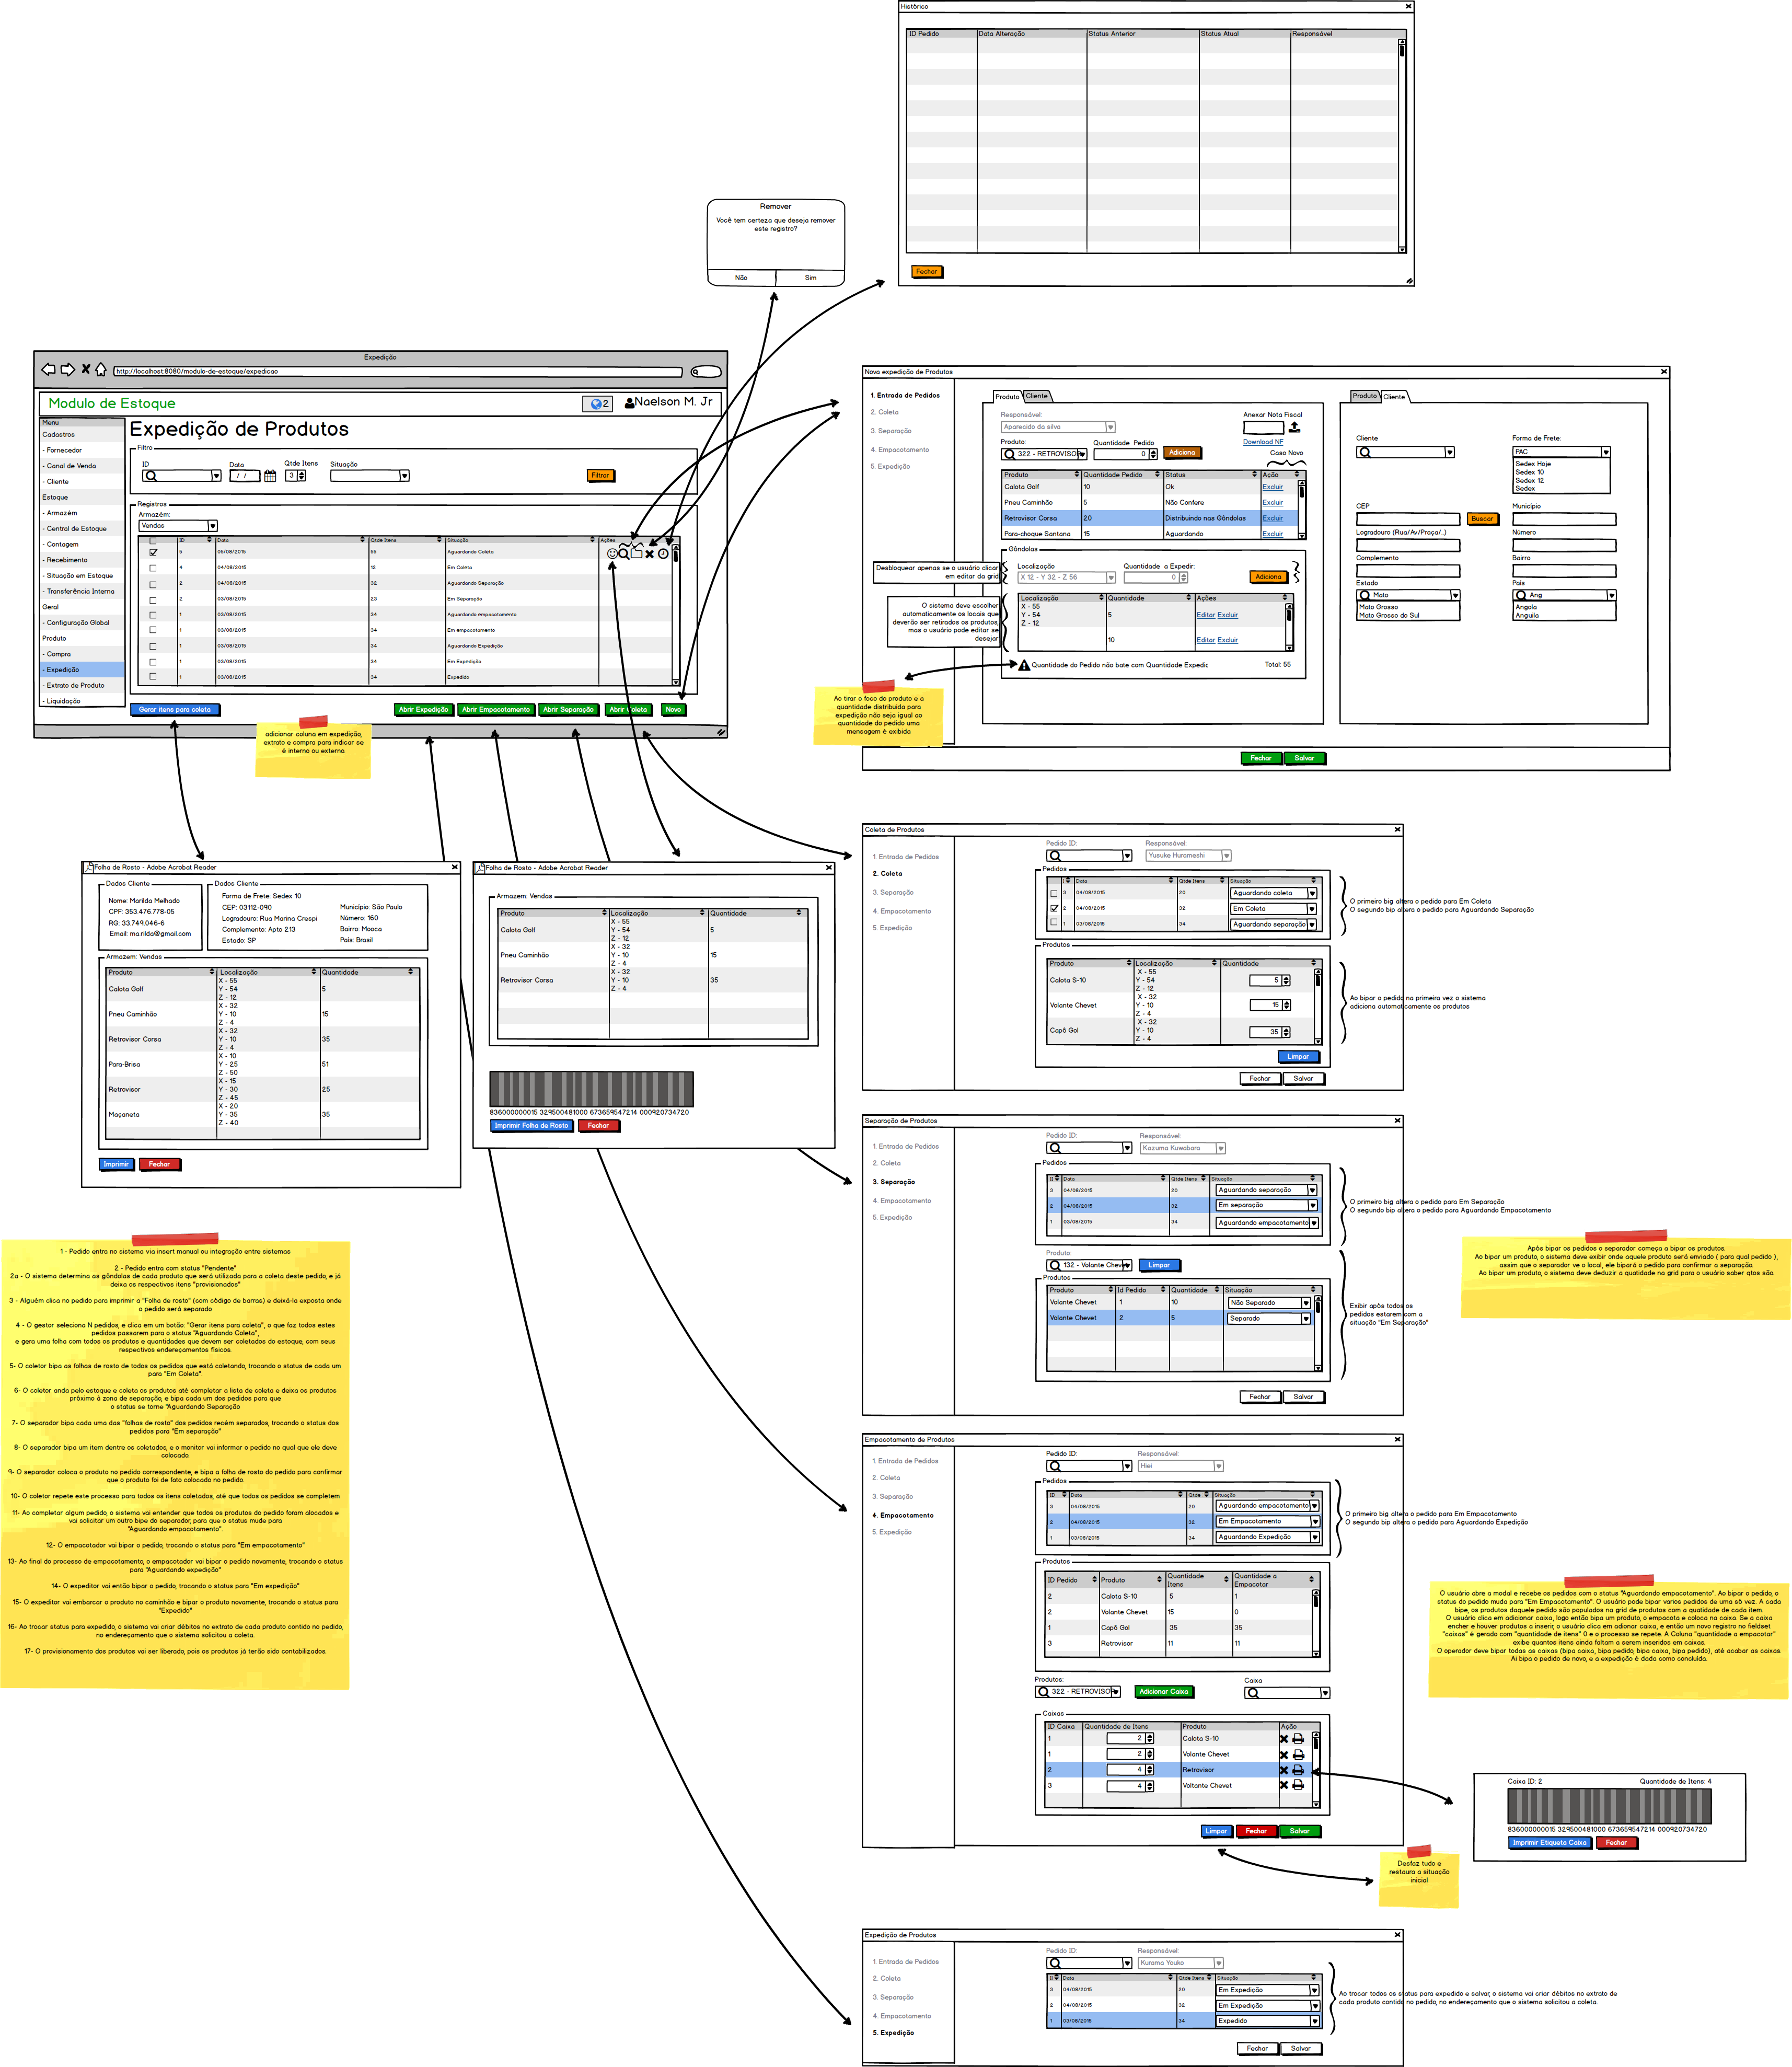 Histórico
ID Pedido Data Alteração Status Anterior Status Atual Responsável
Fechar
Remover
Você tem certeza que deseja remover
este registro?
Não Sim
Expedição
http://localhost:8080/modulo-de-estoque/expedicao
Modulo de Estoque
2
Naelson M. Jr
Menu
Cadastros
- Fornecedor
- Canal de Venda
- Cliente
Estoque
- Armazém
- Central de Estoque
- Contagem
- Recebimento
- Situação em Estoque
- Transferência Interna
Geral
- Configuração Global
Produto
- Compra
- Expedição
- Extrato de Produto
- Liquidação
Expedição de Produtos
Filtro
ID Data Qtde Itens Situação
/ / 3
Filtrar
Registros
Armazém:
Vendas
ID Data Qtde Itens Situação Ações
5 05/08/2015 55 Aguardando Coleta
4 04/08/2015 12 Em Coleta
2 04/08/2015 32 Aguardando Separação
2 03/08/2015 23 Em Separação
1 03/08/2015 34 Aguardando empacotamento
1 03/08/2015 34 Em empacotamento
1 03/08/2015 34 Aguardando Expedição
1 03/08/2015 34 Em Expedição
1 03/08/2015 34 Expedido
Gerar itens para coleta
Abrir Expedição Abrir Empacotamento Abrir Separação Abrir Coleta Novo
adicionar coluna em expedição,
extrato e compra para indicar se
é interno ou externo.
Novo expedição de Produtos
1. Entrada de Pedidos
2. Coleta
3. Separação
4. Empacotamento
5. Expedição
Produto Cliente
Responsável:
Aparecido da silva
Anexar Nota Fiscal
Download NF
Produto: Quantidade Pedido
322 - RETROVISOR 0 Adiciona
Caso Novo
Produto Quantidade Pedido Status Ação
Calota Golf 10 Ok Excluir
Pneu Caminhão 5 Não Confere Excluir
Retrovisor Corsa 20 Distribuindo nas Gôndolas Excluir
Para-choque Santana 15 Aguardando Excluir
Gôndolas
Desbloquear apenas se o usuário clicar
em editar da grid
Localização Quantidade a Expedir:
X 12 - Y 32 - Z 56 0 Adiciona
O sistema deve escolher
automaticamente os locais que
deverão ser retirados os produtos,
mas o usuário pode editar se
desejar
Localização Quantidade Ações
X - 55
Y - 54 5 Editar Excluir
Z - 12
10 Editar Excluir
Quantidade do Pedido não bate com Quantidade Expedic Total: 55
Ao tirar o foco do produto e a
quantidade distribuida para
expedição não seja igual ao
quantidade do pedido uma
mensagem é exibida
Produto Cliente
Cliente Forma de Frete:
PAC
Sedex Hoje
Sedex 10
Sedex 12
Sedex
CEP Município
Buscar
Logradouro (Rua/Av/Praça/..) Número
Complemento Bairro
Estado País
Mato Ang
Mato Grosso Angola
Mato Grosso do Sul Anguila
Fechar Salvar
Folha de Rosto - Adobe Acrobat Reader
Dados Cliente
Nome: Marilda Melhado
CPF: 353.476.778-05
RG: 33.749.046-6
Email: ma.rilda@gmail.com
Dados Cliente
Forma de Frete: Sedex 10
CEP: 03112-090 Município: São Paulo
Logradouro: Rua Marina Crespi Número: 160
Complemento: Apto 213 Bairro: Mooca
Estado: SP País: Brasil
Armazem: Vendas
Produto Localização Quantidade
X - 55
Calota Golf Y - 54 5
Z - 12
X - 32
Pneu Caminhão Y - 10 15
Z - 4
X - 32
Retrovisor Corsa Y - 10 35
Z - 4
X - 10
Para-Brisa Y - 25 51
Z - 50
X - 15
Retrovisor Y - 30 25
Z - 45
X - 20
Maçaneta Y - 35 35
Z - 40
Imprimir Fechar
Folha de Rosto - Adobe Acrobat Reader
Armazem: Vendas
Produto Localização Quantidade
X - 55
Calota Golf Y - 54 5
Z - 12
X - 32
Pneu Caminhão Y - 10 15
Z - 4
X - 32
Retrovisor Corsa Y - 10 35
Z - 4
836000000015 329500481000 673659547214 000920734720
Imprimir Folha de Rosto Fechar
Coleta de Produtos
1. Entrada de Pedidos
2. Coleta
3. Separação
4. Empacotamento
5. Expedição
Pedido ID: Responsável:
Yusuke Hurameshi
Pedidos
I Data Qtde Itens Situação
3 04/08/2015 20 Aguardando coleta
2 04/08/2015 32 Em Coleta
1 03/08/2015 34 Aguardando separação
O primeiro big altera o pedido para Em Coleta
O segundo bip altera o pedido para Aguardando Separação
Produtos
Produto Localização Quantidade
X - 55
Calota S-10 Y - 54 5
Z - 12
X - 32
Volante Chevet Y - 10 15
Z - 4
X - 32
Capô Gol Y - 10 35
Z - 4
Ao bipar o pedido na primeira vez o sistema
adiciona automaticamente os produtos
Limpar
Fechar Salvar
Separação de Produtos
1. Entrada de Pedidos
2. Coleta
3. Separação
4. Empacotamento
5. Expedição
Pedido ID: Responsável:
Kazuma Kuwabara
Pedidos
II Data Qtde Itens Situação
3 04/08/2015 20 Aguardando separação
2 04/08/2015 32 Em separação
1 03/08/2015 34 Aguardando empacotamento
O primeiro big altera o pedido para Em Separação
O segundo bip altera o pedido para Aguardando Empacotamento
Produto:
132 - Volante Chev Limpar
Produtos
Produto Id Pedido Quantidade Situação
Volante Chevet 1 10 Não Separado
Volante Chevet 2 5 Separado
Exibir após todos os
pedidos estarem com a
situação "Em Separação"
Fechar Salvar
Após bipar os pedidos o separador começa a bipar os produtos.
Ao bipar um produto, o sistema deve exibir onde aquele produto será enviado ( para qual pedido ),
assim que o separador ve o local, ele bipará o pedido para confirmar a separação.
Ao bipar um produto, o sistema deve deduzir a quatidade na grid para o usuário saber qtos são.
1 - Pedido entra no sistema via insert manual ou integração entre sistemas
2 - Pedido entra com status "Pendente"
2a - O sistema determina as gôndolas de cada produto que será utilizada para a coleta deste pedido, e já
deixa os respectivos itens "provisionados"
3 - Alguém clica no pedido para imprimir a "Folha de rosto" (com código de barras) e deixá-la exposta onde
o pedido será separado
4 - O gestor seleciona N pedidos, e clica em um botão: "Gerar itens para coleta", o que faz todos estes
pedidos passarem para o status "Aguardando Coleta",
e gera uma folha com todos os produtos e quantidades que devem ser coletados do estoque, com seus
respectivos endereçamentos físicos.
5- O coletor bipa as folhas de rosto de todos os pedidos que está coletando, trocando o status de cada um
para "Em Coleta".
6- O coletor anda pelo estoque e coleta os produtos até completar a lista de coleta e deixa os produtos
próximo á zona de separação, e bipa cada um dos pedidos para que
o status se torne "Aguardando Separação
7- O separador bipa cada uma das "folhas de rosto" dos pedidos recém separados, trocando o status dos
pedidos para "Em separação"
8- O separador bipa um item dentre os coletados, e o monitor vai informar o pedido no qual que ele deve
colocado.
9- O separador coloca o produto no pedido correspondente, e bipa a folha de rosto do pedido para confirmar
que o produto foi de fato colocado no pedido.
10- O coletor repete este processo para todos os itens coletados, até que todos os pedidos se completem
11- Ao completar algum pedido, o sistema vai entender que todos os produtos do pedido foram alocados e
vai solicitar um outro bipe do separador, para que o status mude para
"Aguardando empacotamento".
12- O empacotador vai bipar o pedido, trocando o status para "Em empacotamento"
13- Ao final do processo de empacotamento, o empacotador vai bipar o pedido novamente, trocando o status
para "Aguardando expedição"
14- O expeditor vai então bipar o pedido, trocando o status para "Em expedição"
15- O expeditor vai embarcar o produto no caminhão e bipar o produto novamente, trocando o status para
"Expedido"
16- Ao trocar status para expedido, o sistema vai criar débitos no extrato de cada produto contido no pedido,
no endereçamento que o sistema solicitou a coleta.
17- O provisionamento dos produtos vai ser liberado, pois os produtos já terão sido contabilizados.
Empacotamento de Produtos
1. Entrada de Pedidos
2. Coleta
3. Separação
4. Empacotamento
5. Expedição
Pedido ID: Responsável:
Hiei
Pedidos
ID Data Qtde Situação
3 04/08/2015 20 Aguardando empacotamento
2 04/08/2015 32 Em Empacotamento
1 03/08/2015 34 Aguardando Expedição
O primeiro big altera o pedido para Em Empacotamento
O segundo bip altera o pedido para Aguardando Expedição
Produtos
ID Pedido Produto Quantidade Itens Quantidade a Empacotar
2 Calota S-10 5 1
2 Volante Chevet 15 0
1 Capô Gol 35 35
3 Retrovisor 11 11
Produtos: Caixa
322 - RETROVISOR Adicionar Caixa
Caixas
ID Caixa Quantidade de Itens Produto Ação
1 2 Calota S-10
1 2 Volante Chevet
2 4 Retrovisor
3 4 Voltante Chevet
Limpar Fechar Salvar
O usuário abre a modal e recebe os pedidos com o status "Aguardando empacotamento". Ao bipar o pedido, o
status do pedido muda para "Em Empacotamento". O usuário pode bipar varios pedidos de uma só vez. A cada
bipe, os produtos daquele pedido são populados na grid de produtos com a quatidade de cada item.
O usuário clica em adicionar caixa, logo então bipa um produto, o empacota e coloca na caixa. Se a caixa
encher e houver produtos a inserir, o usuário clica em adionar caixa, e então um novo registro no fieldset
"caixas" é gerado com "quantidade de itens" 0 e o processo se repete. A Coluna "quantidade a empacotar"
exibe quantos itens ainda faltam a serem inseridos em caixas.
O operador deve bipar todas as caixas (bipa caixa, bipa pedido, bipa caixa, bipa pedido), até acabar as caixas.
Aí bipa o pedido de novo, e a expedição é dada como concluída.
Caixa ID: 2 Quantidade de Itens: 4
836000000015 329500481000 673659547214 000920734720
Imprimir Etiqueta Caixa Fechar
Desfaz tudo e
restaura a situação
inicial
Expedição de Produtos
1. Entrada de Pedidos
2. Coleta
3. Separação
4. Empacotamento
5. Expedição
Pedido ID: Responsável:
Kurama Youko
II Data Qtde Itens Situação
3 04/08/2015 20 Em Expedição
2 04/08/2015 32 Em Expedição
1 03/08/2015 34 Expedido
Ao trocar todos os status para expedido e salvar, o sistema vai criar débitos no extrato de
cada produto contido no pedido, no endereçamento que o sistema solicitou a coleta.
Fechar Salvar